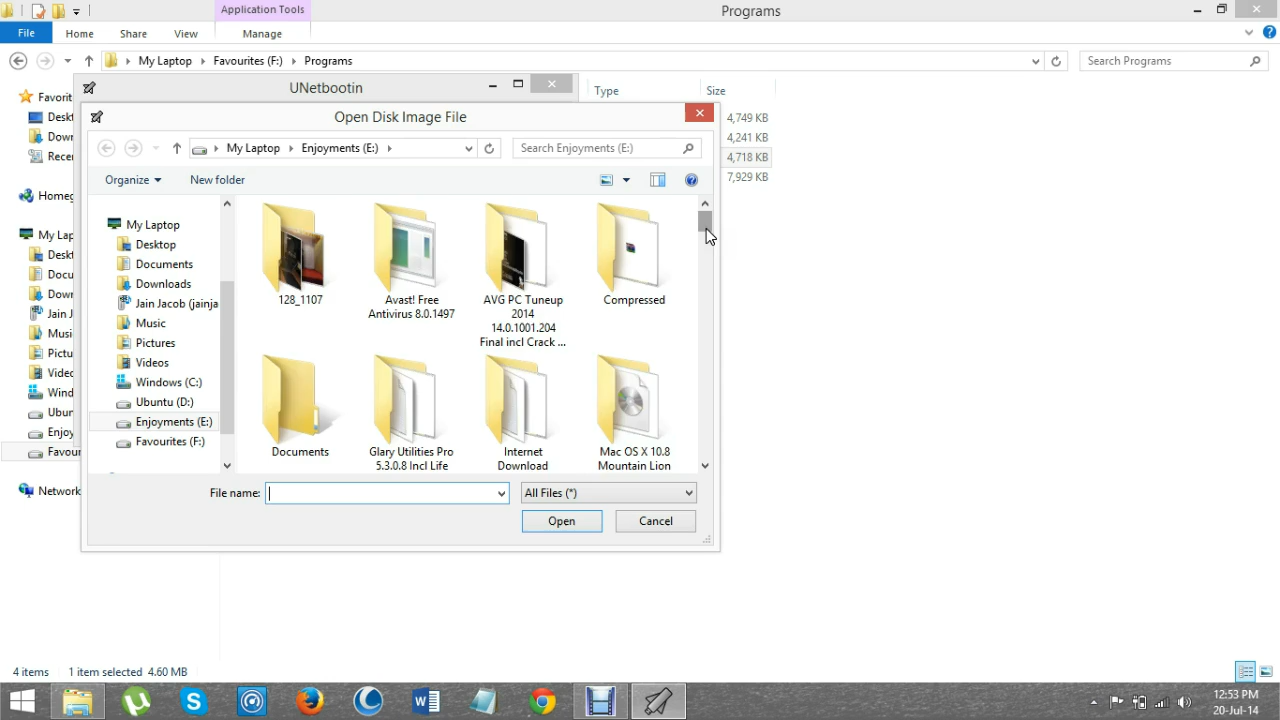 Application Tools
Programs
File
Home
Share
View
Manage
My Laptop
Favourites (F:)
Programs
Search Programs
Favorit
Desk
Down
Rece
Homeg
My Lap
Desk
Docu
Down
Jain J
Music
Pictu
Video
Wind
Ubun
Enjoy
Favour
Network
Type
Size
4,749 KB
4,241 KB
4,718 KB
7,929 KB
UNetbootin
Open Disk Image File
My Laptop
Enjoyments (E:)
Search Enjoyments (E:)
Organize
New folder
My Laptop
Desktop
Documents
Downloads
Jain Jacob (jainja
Music
Pictures
Videos
Windows (C:)
Ubuntu (D:)
Enjoyments (E:)
Favourites (F:)
128_1107
Avast! Free
Antivirus 8.0.1497
AVG PC Tuneup
2014
14.0.1001.204
Final incl Crack ...
Compressed
Documents
Glary Utilities Pro
5.3.0.8 Incl Life
Internet
Download
Mac OS X 10.8
Mountain Lion
File name:
All Files (*)
Open
Cancel
4 items
1 item selected 4.60 MB
12:53 PM
20-Jul-14